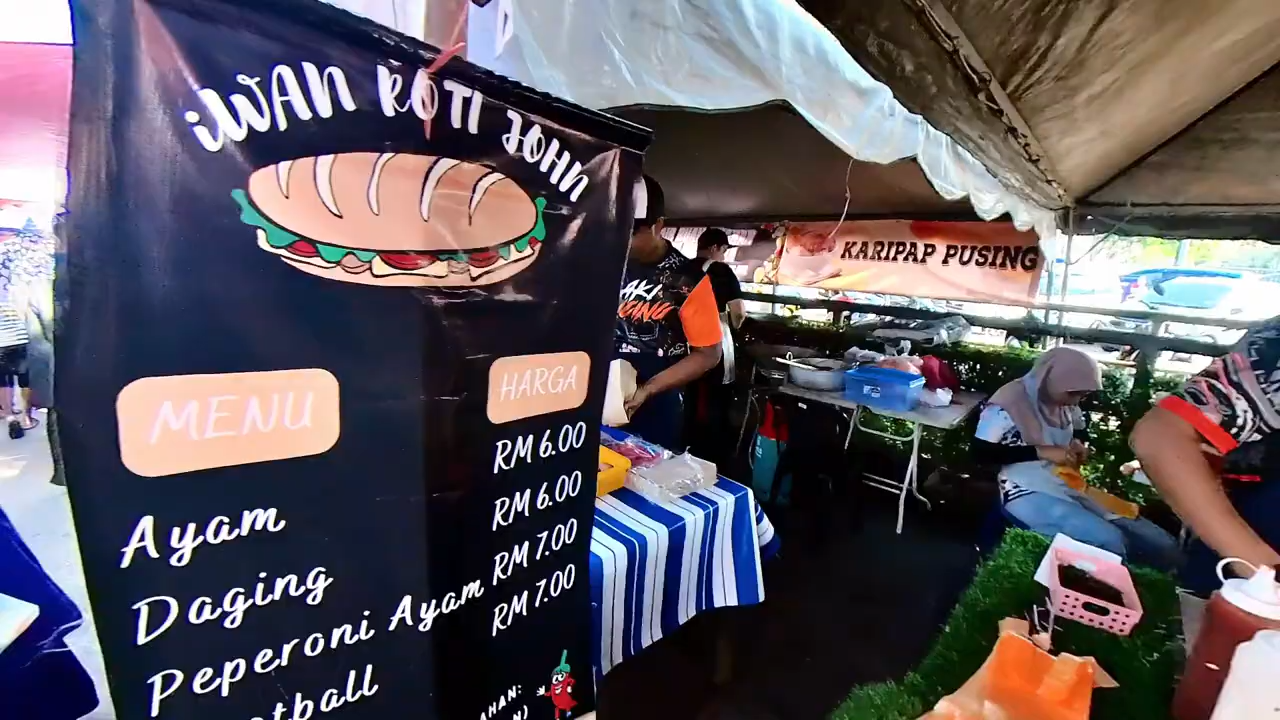 iWAN ROTI JOHN
MENU
HARGA
Ayam
RM 6.00
Daging
RM 6.00
Peperoni Ayam
RM 7.00
RM 7.00
KARIPAP PUSING